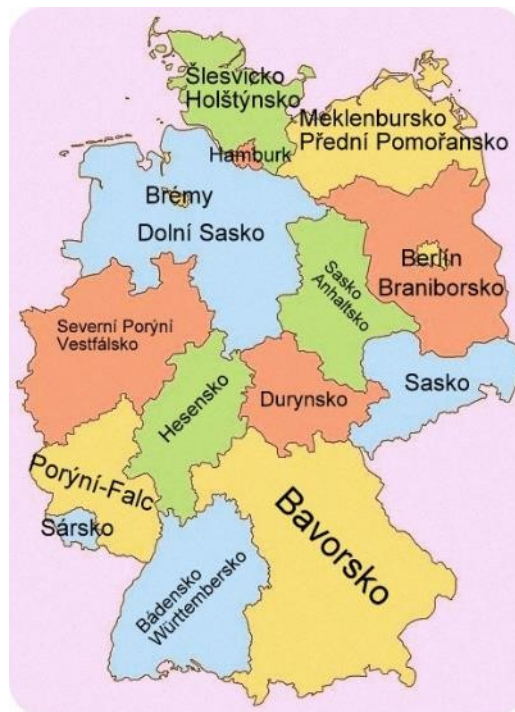 Šlesvicko
Holštýnsko
Meklenbursko
Přední Pomořansko
Hamburk
Brémy
Dolní Sasko
Berlín
Braniborsko
Sasko
Anhaltsko
Severní Porýní
Vestfálsko
Hesensko
Durynsko
Sasko
Porýní-Falc
Sársko
Bavorsko
Bádensko
Württembersko